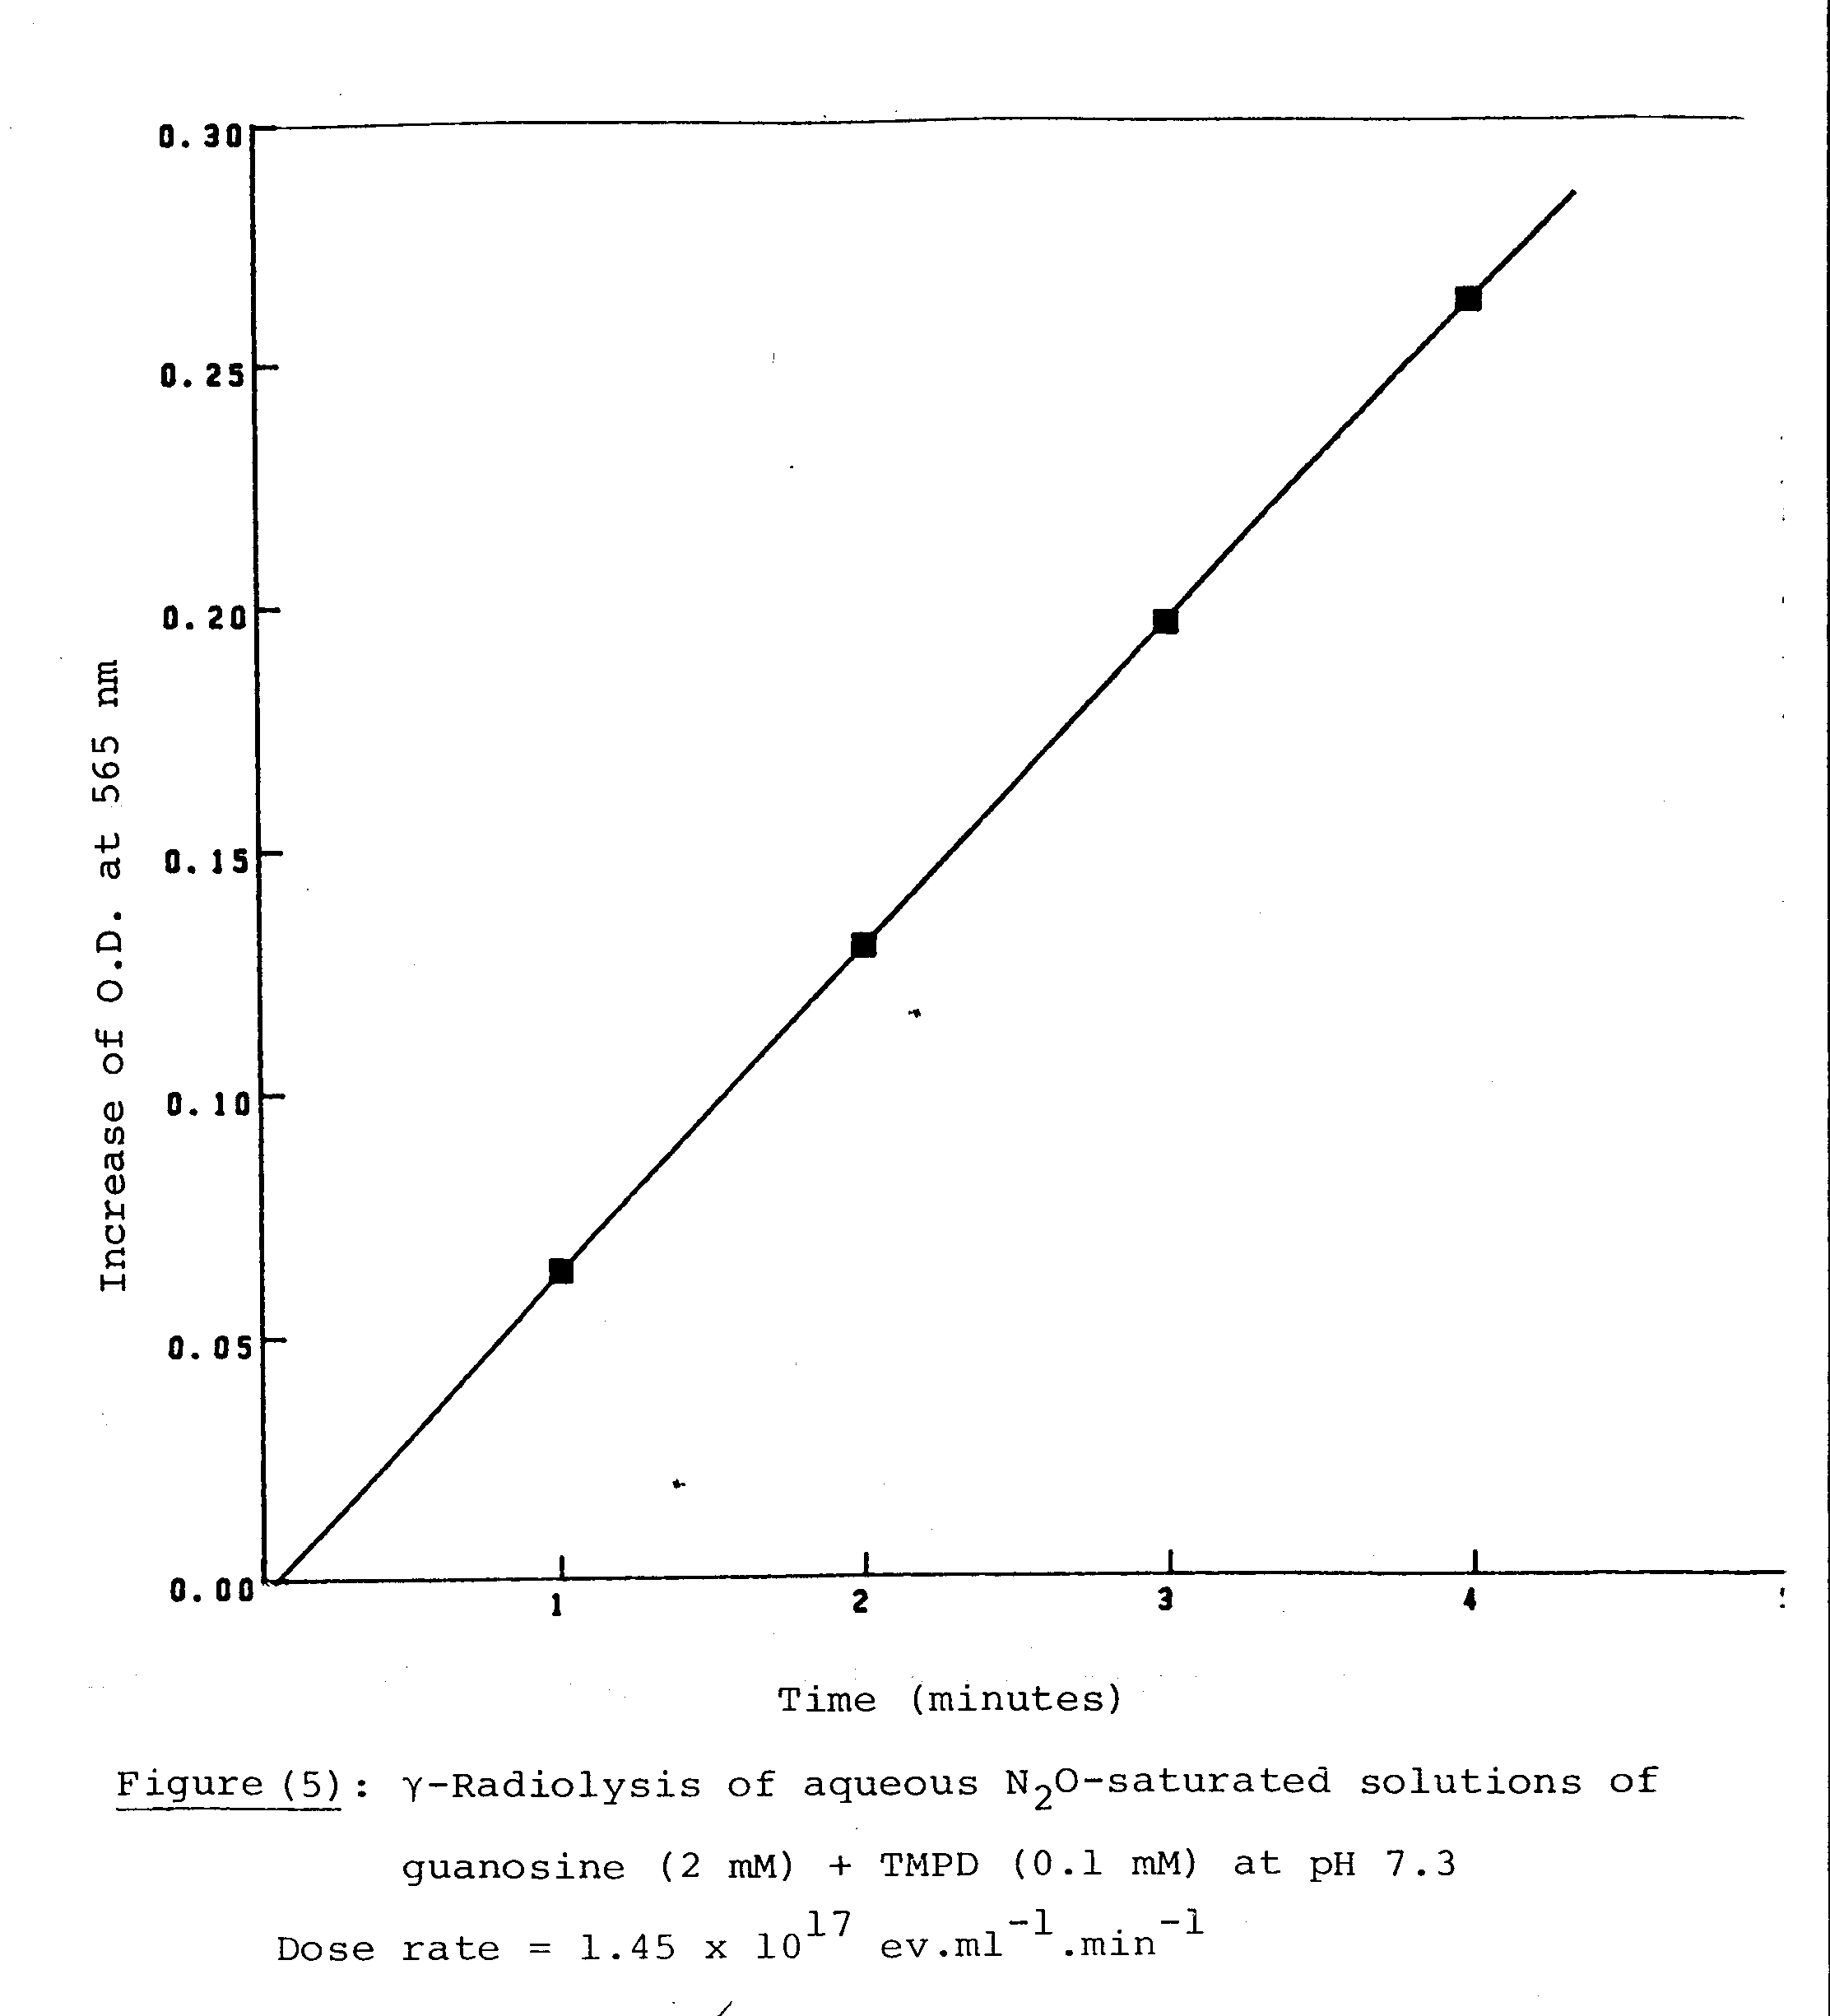 0.30
0.25
0.20
0.15
0.10
0.05
0.00
Increase of O.D. at 565 nm
1 2 3 4
Time (minutes)
Figure (5): γ-Radiolysis of aqueous N₂O-saturated solutions of
guanosine (2 mM) + TMPD (0.1 mM) at pH 7.3
Dose rate = 1.45 x 10¹⁷ ev.ml⁻¹.min⁻¹